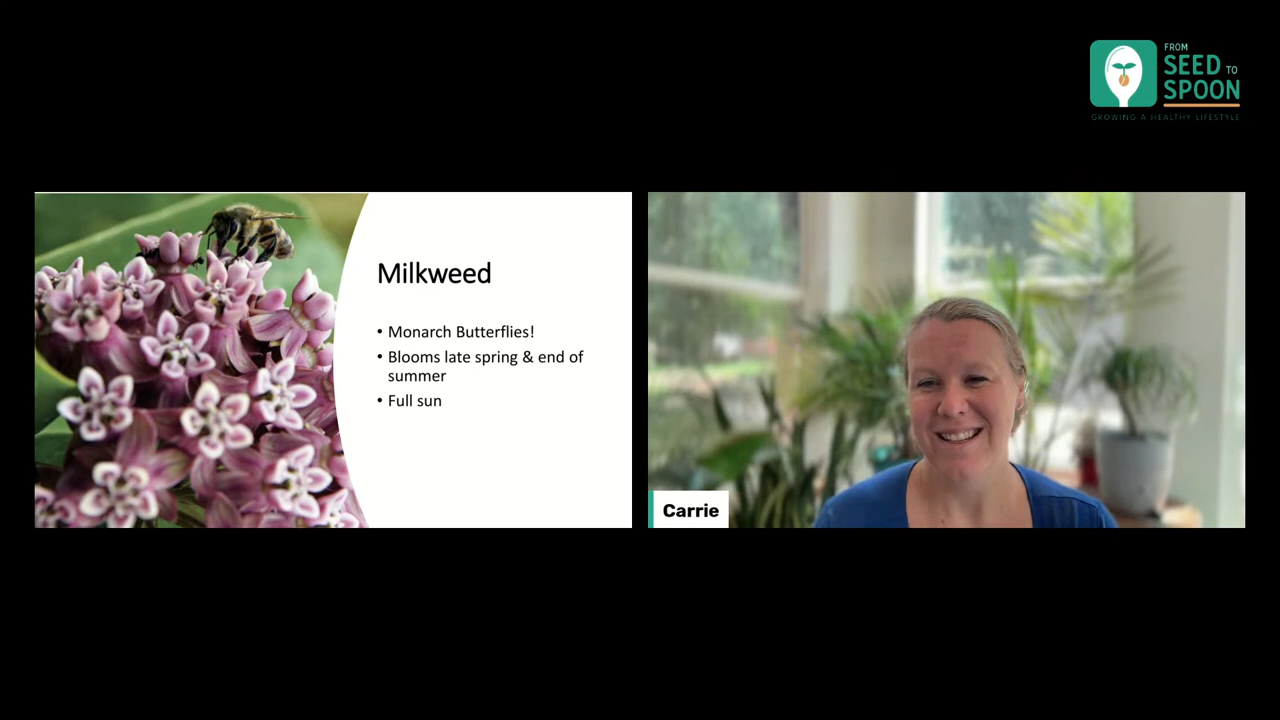 FROM
SEED TO
SPOON
GROWING A HEALTHY LIFESTYLE
Milkweed
• Monarch Butterflies!
• Blooms late spring & end of
summer
• Full sun
Carrie